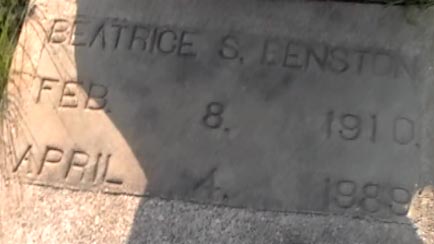 BEATRICE S. BENSTON
FEB. 8. 1910.
APRIL 4. 1989